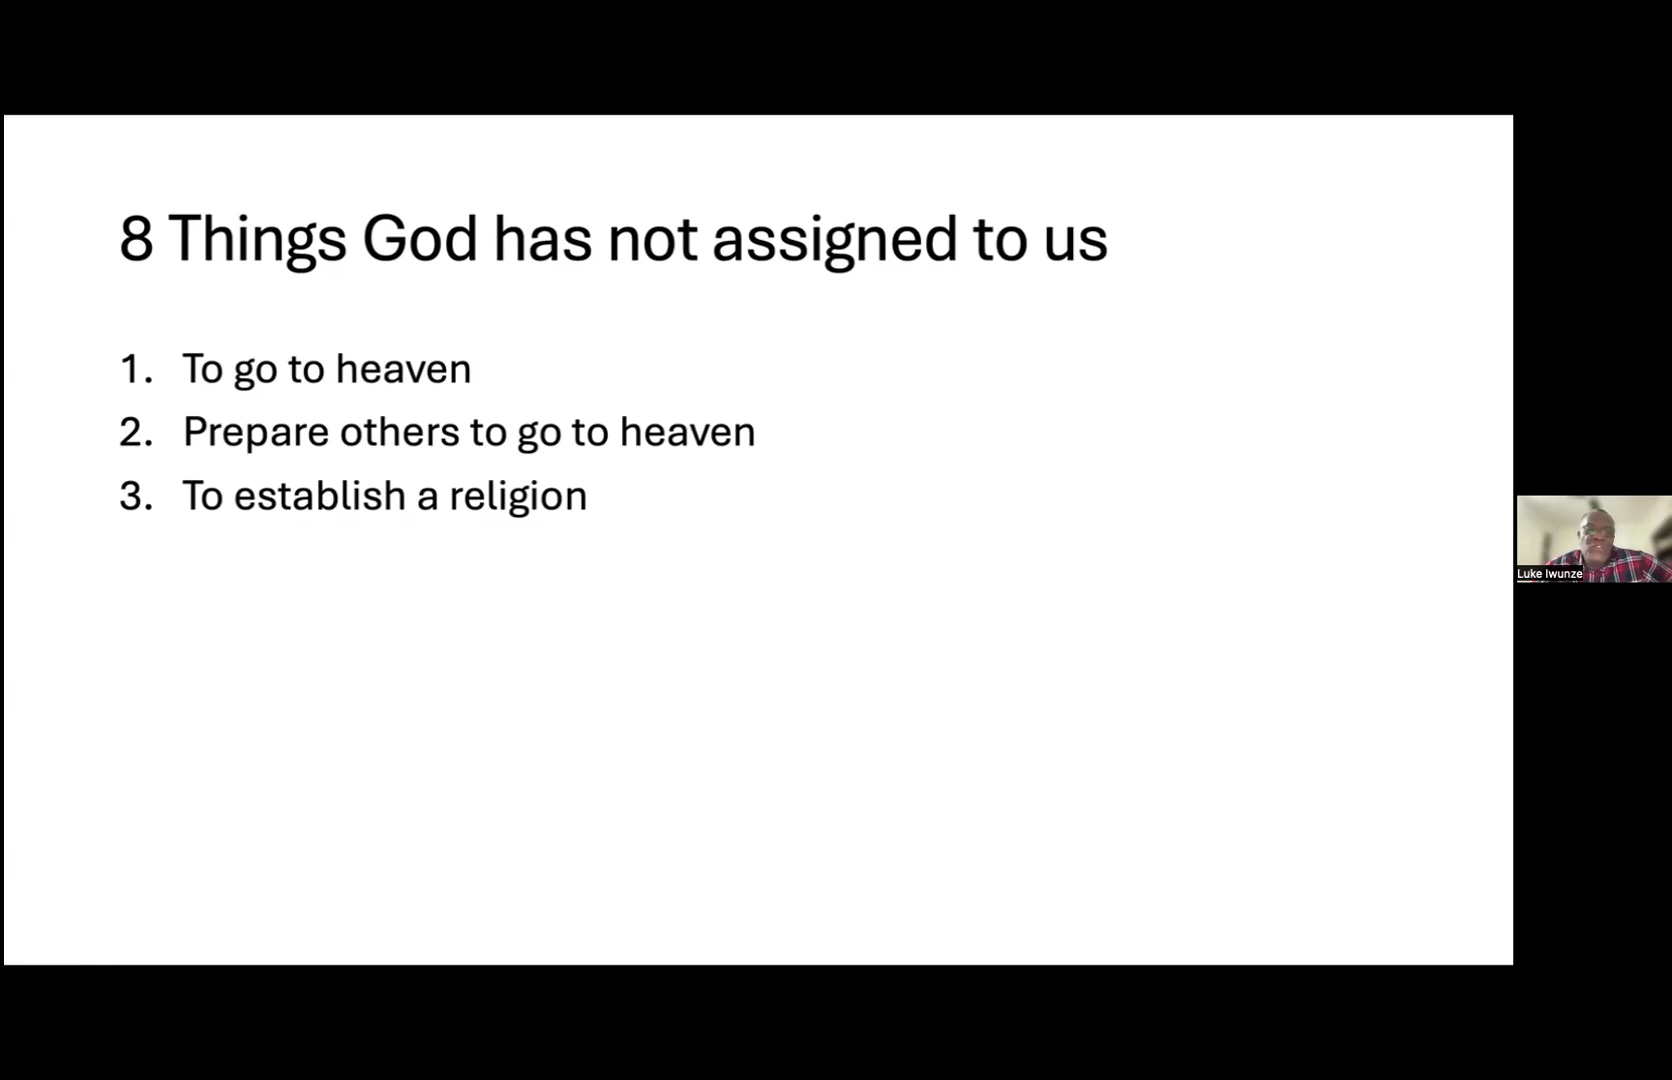 8 Things God has not assigned to us
1. To go to heaven
2. Prepare others to go to heaven
3. To establish a religion
Luke Iwunze